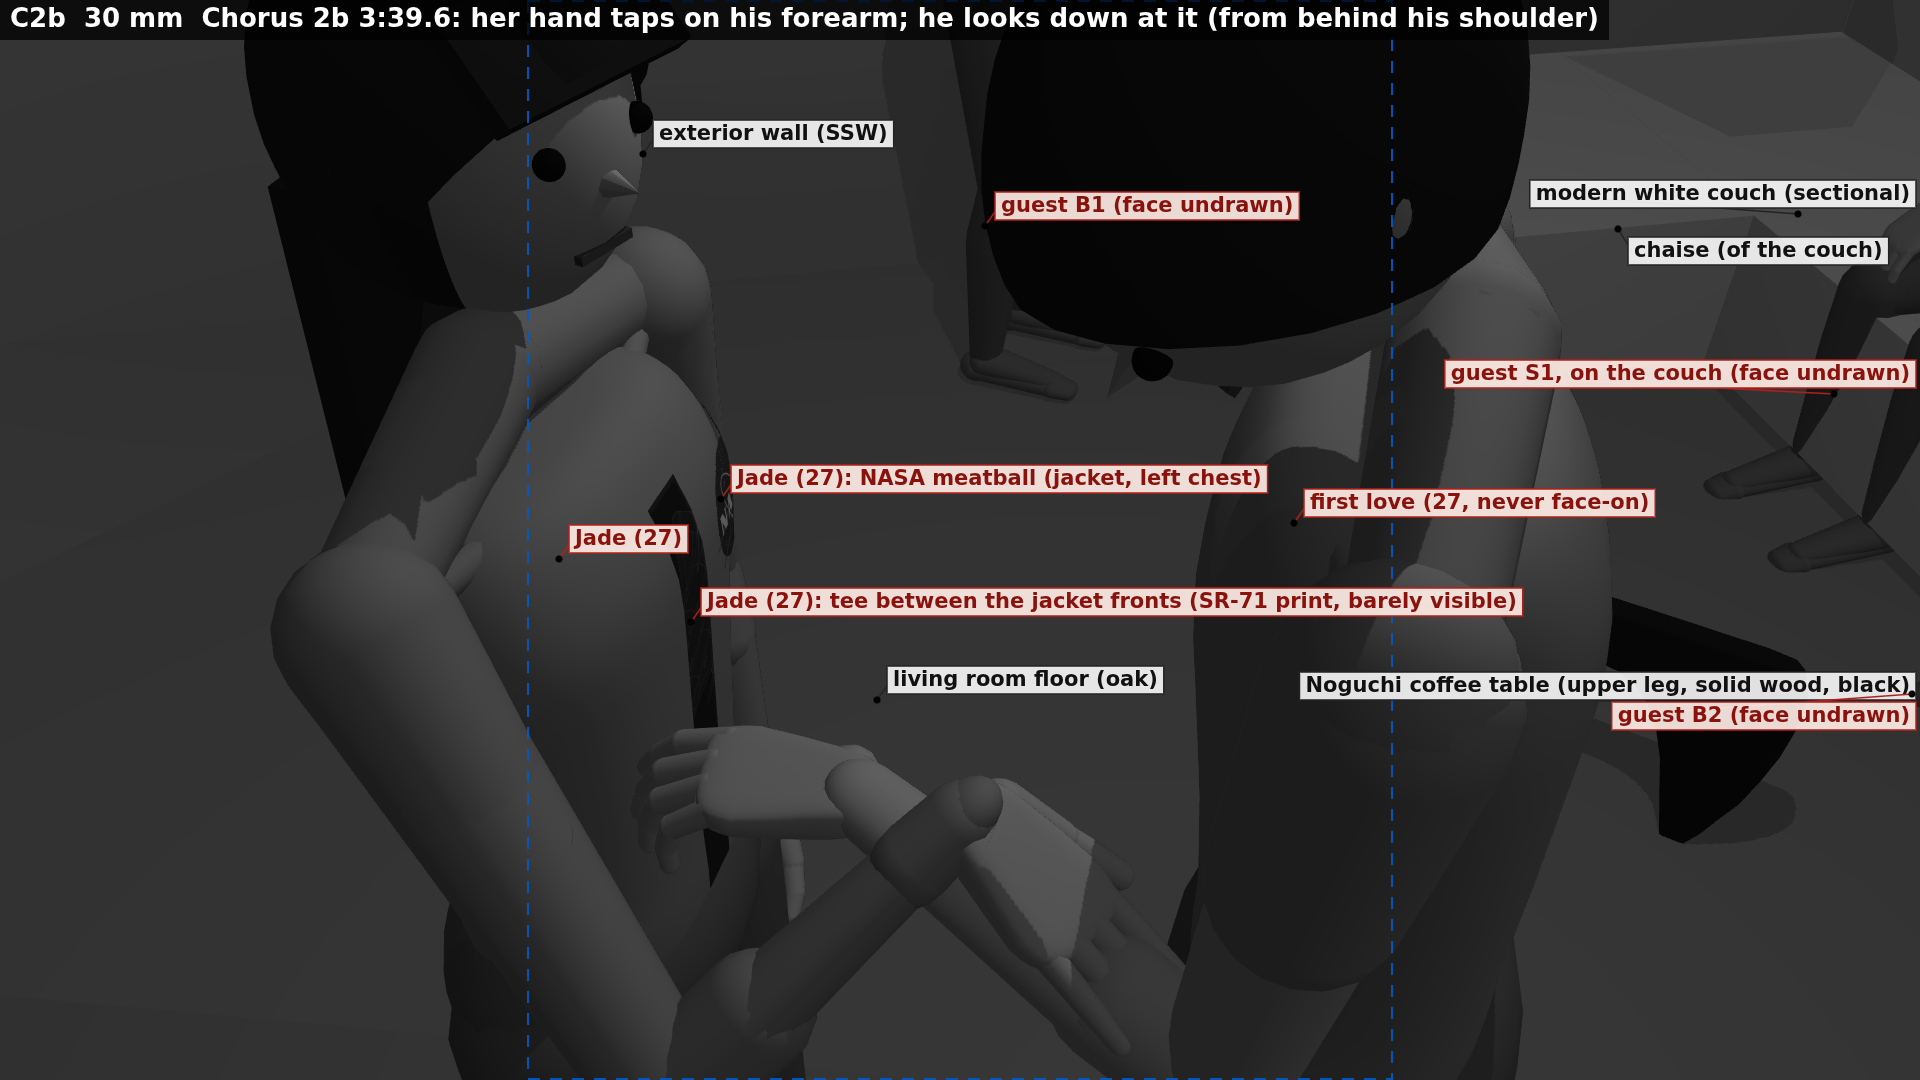 C2b  30 mm  Chorus 2b 3:39.6: her hand taps on his forearm; he looks down at it (from behind his shoulder)
exterior wall (SSW)
guest B1 (face undrawn)
modern white couch (sectional)
chaise (of the couch)
guest S1, on the couch (face undrawn)
Jade (27): NASA meatball (jacket, left chest)
first love (27, never face-on)
Jade (27)
Jade (27): tee between the jacket fronts (SR-71 print, barely visible)
living room floor (oak)
Noguchi coffee table (upper leg, solid wood, black)
guest B2 (face undrawn)